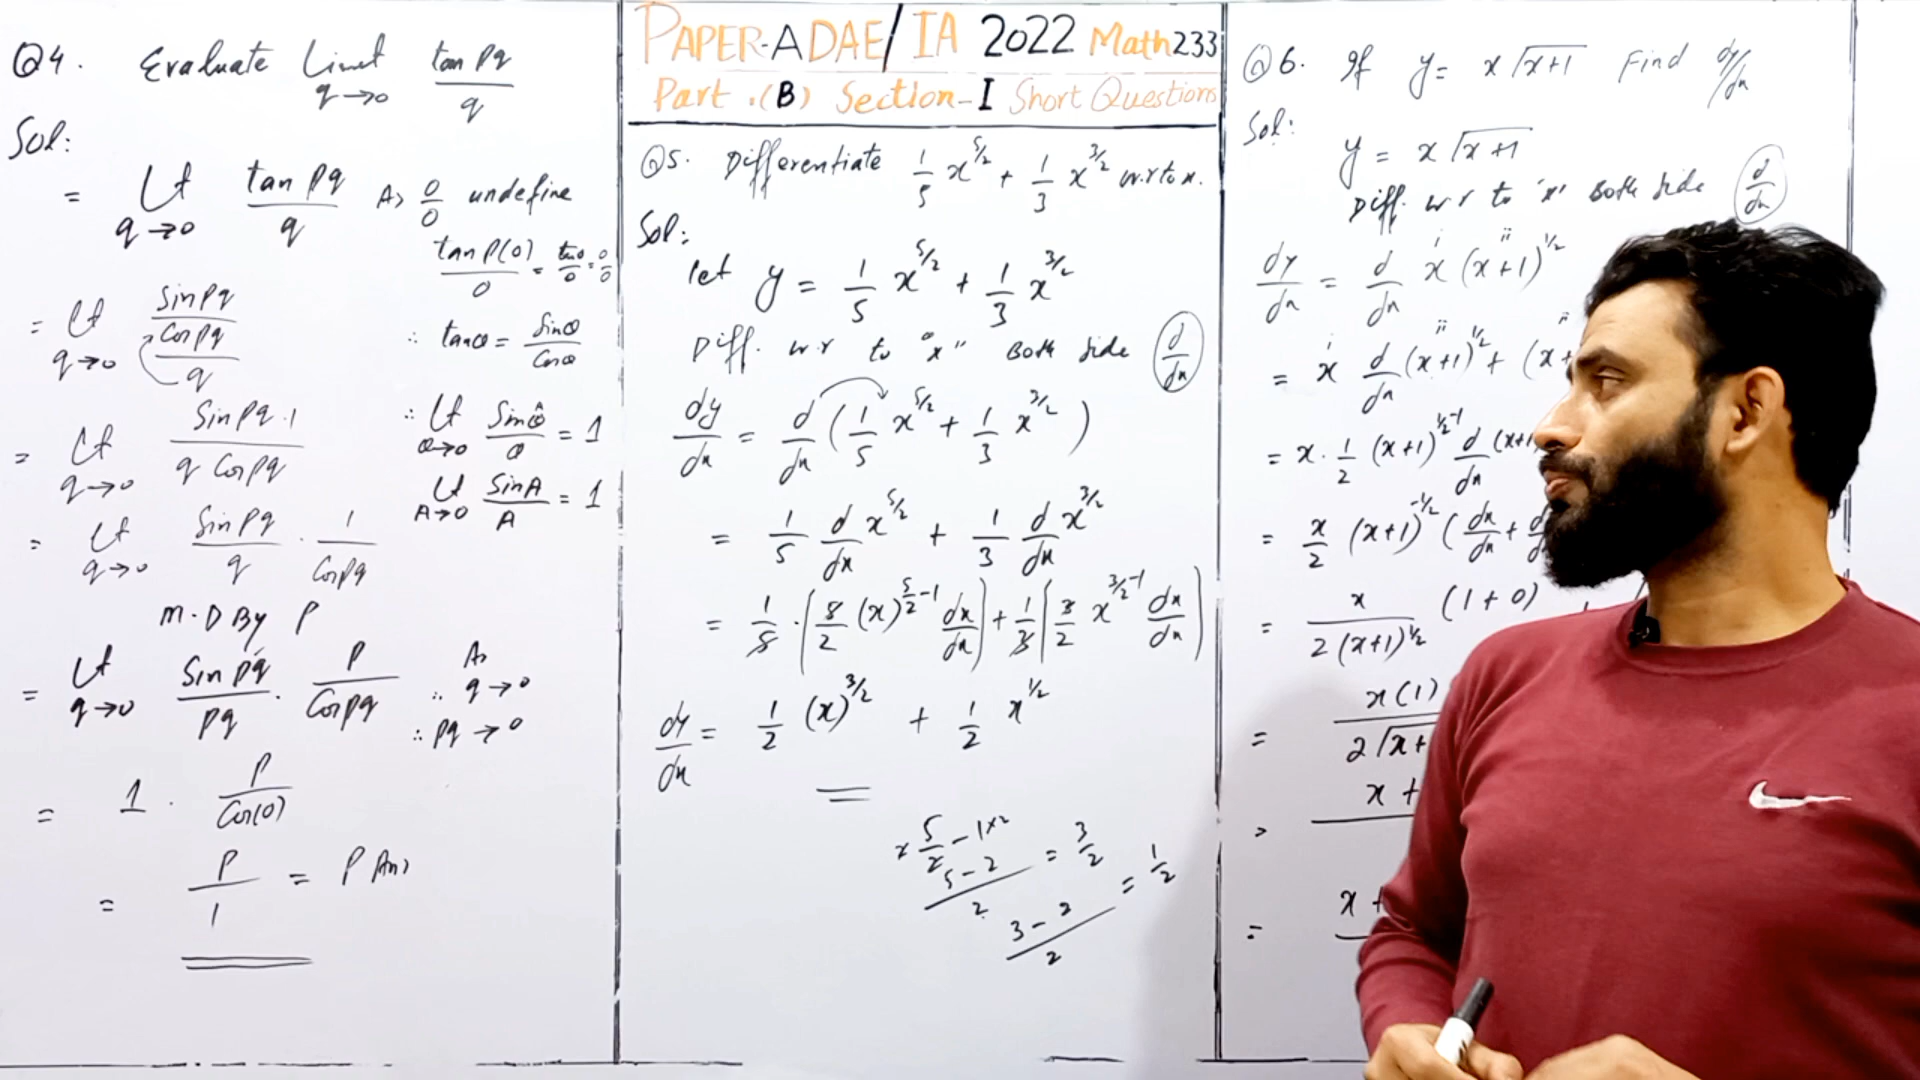 PAPER-A DAE/IA 2022 Math 233
Part.(B) Section-I Short Questions
Q4. Evaluate Limit q→0 tan pq / q
Sol:
= Lt q→0 tan pq / q As 0/0 undefine
tan p(0) / 0 = tan 0 / 0 = 0/0
= Lt q→0 (Sin pq / Cos pq) / q ∴ tanθ = Sinθ / Cosθ
= Lt q→0 Sin pq · 1 / q Cos pq ∴ Lt θ→0 Sinθ / θ = 1
Lt A→0 Sin A / A = 1
= Lt q→0 Sin pq / q · 1 / Cos pq
M.D By P
= Lt q→0 Sin pq / pq · P / Cos pq As ∴ q→0
∴ pq→0
= 1 · P / Cos(0)
= P / 1 = P Ans
Q5. Differentiate 1/5 x^5/2 + 1/3 x^3/2 w.r to x.
Sol:
let y = 1/5 x^5/2 + 1/3 x^3/2
Diff. w.r to "x" Both Side (d/dx)
dy/dx = d/dx (1/5 x^5/2 + 1/3 x^3/2)
= 1/5 d/dx x^5/2 + 1/3 d/dx x^3/2
= 1/5 · (5/2 (x)^5/2-1 dx/dx) + 1/3 (3/2 x^3/2-1 dx/dx)
dy/dx = 1/2 (x)^3/2 + 1/2 x^1/2
× 5/2 - 1×2
5-2 / 2 = 3/2
3-2 / 2 = 1/2
Q6. If y = x √x+1 Find dy/dx
Sol:
y = x √x+1
Diff. w.r to 'x' Both Side (d/dx)
dy/dx = d/dx x (x+1)^1/2
= x d/dx (x+1)^1/2 + (x+
= x · 1/2 (x+1)^1/2-1 d/dx (x+1
= x/2 (x+1)^-1/2 (dx/dx + d
= x / 2(x+1)^1/2 (1+0)
= x(1) / 2√x+
x +
= x +